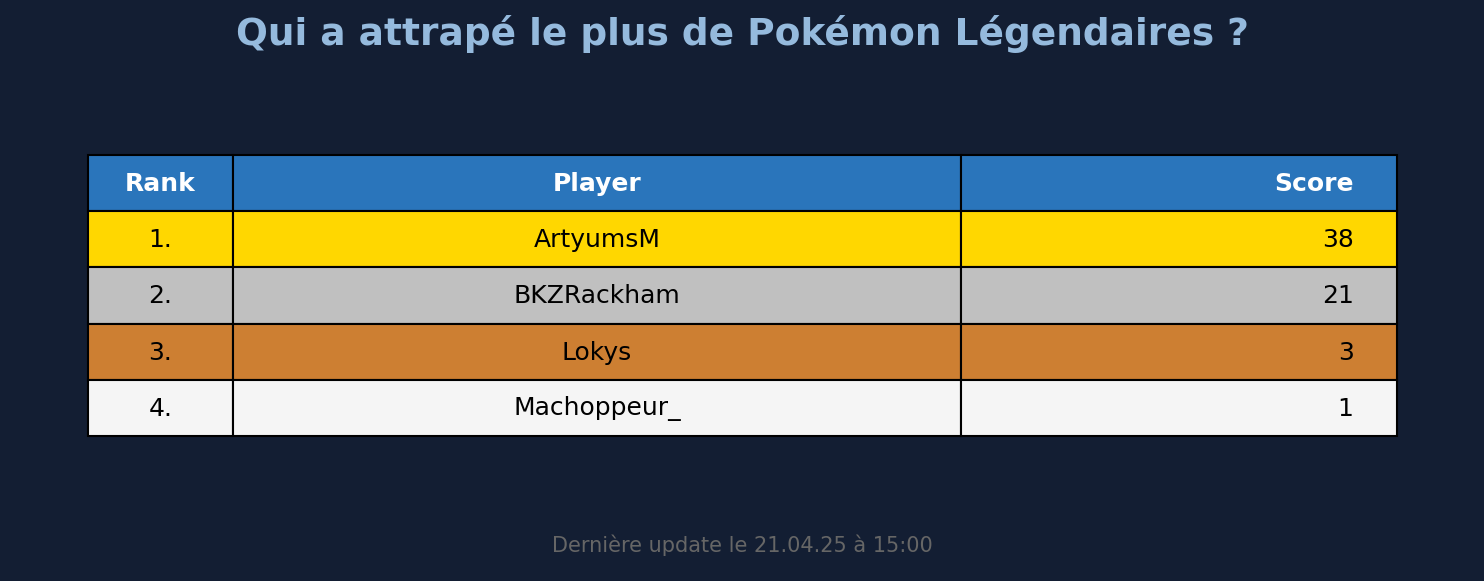 Qui a attrapé le plus de Pokémon Légendaires ?
Rank Player Score
1. ArtyumsM 38
2. BKZRackham 21
3. Lokys 3
4. Machoppeur_ 1
Dernière update le 21.04.25 à 15:00